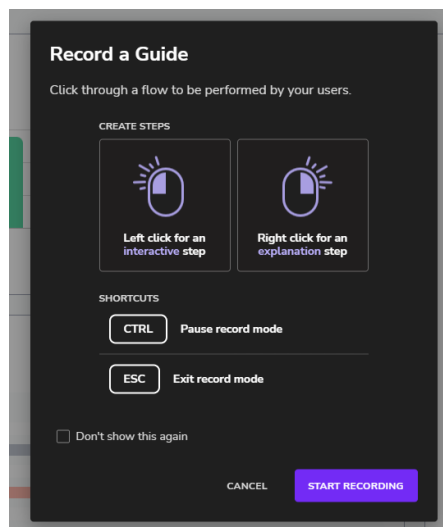 Record a Guide
Click through a flow to be performed by your users.
CREATE STEPS
Left click for an
interactive step
Right click for an
explanation step
SHORTCUTS
CTRL Pause record mode
ESC Exit record mode
Don't show this again
CANCEL START RECORDING